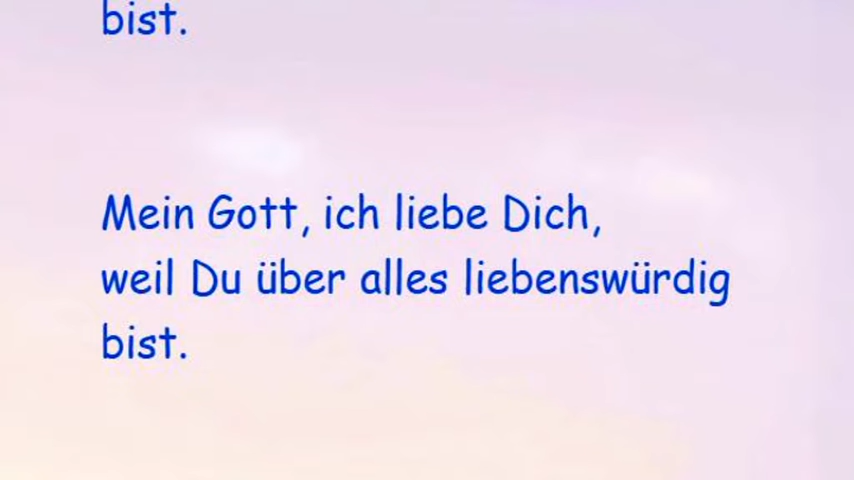 bist.
Mein Gott, ich liebe Dich,
weil Du über alles liebenswürdig
bist.